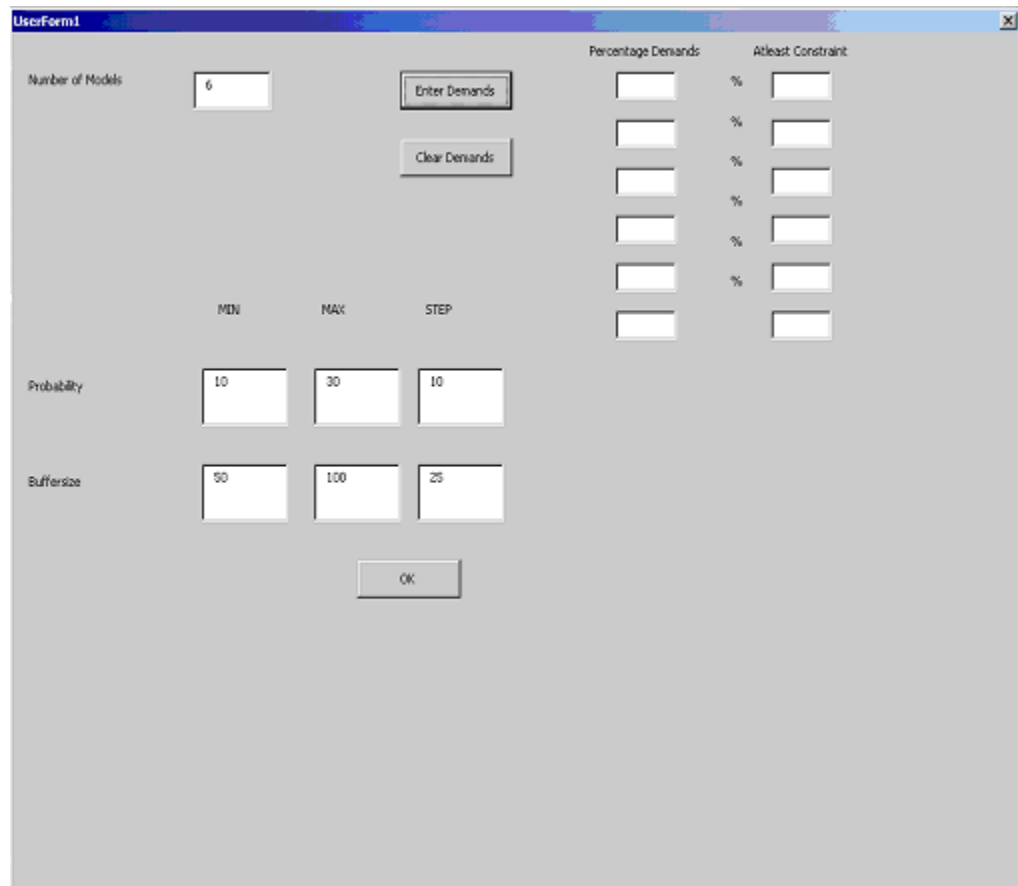 UserForm1
Percentage Demands Atleast Constraint
Number of Models 6 Enter Demands %
%
Clear Demands %
%
%
%
MIN MAX STEP
Probability 10 30 10
Buffersize 50 100 25
OK